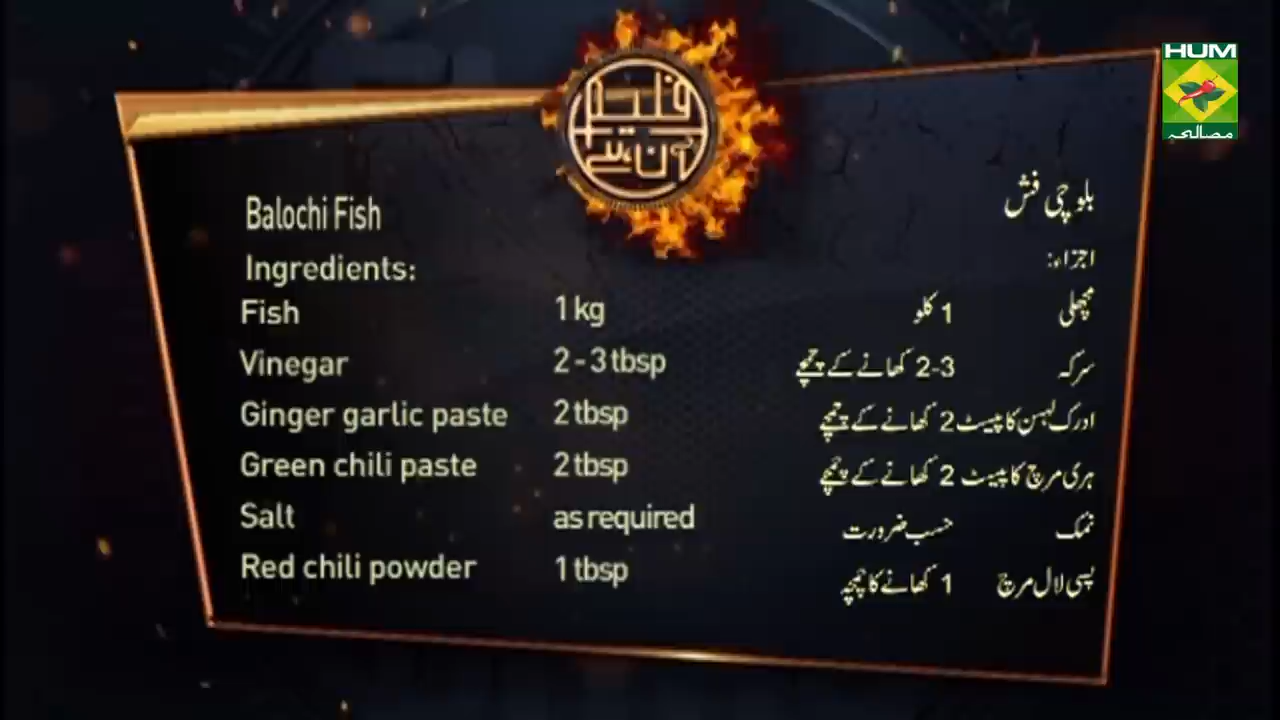 HUM
مصالحہ
فلیم
آن ہیٹے
Balochi Fish
بلوچی فش
Ingredients:
اجزاء:
Fish 1 kg
مچھلی 1 کلو
Vinegar 2 - 3 tbsp
سرکہ 2-3 کھانے کے چمچے
Ginger garlic paste 2 tbsp
ادرک لہسن کا پیسٹ 2 کھانے کے چمچے
Green chili paste 2 tbsp
ہری مرچ کا پیسٹ 2 کھانے کے چمچے
Salt as required
نمک حسب ضرورت
Red chili powder 1 tbsp
پسی لال مرچ 1 کھانے کا چمچہ